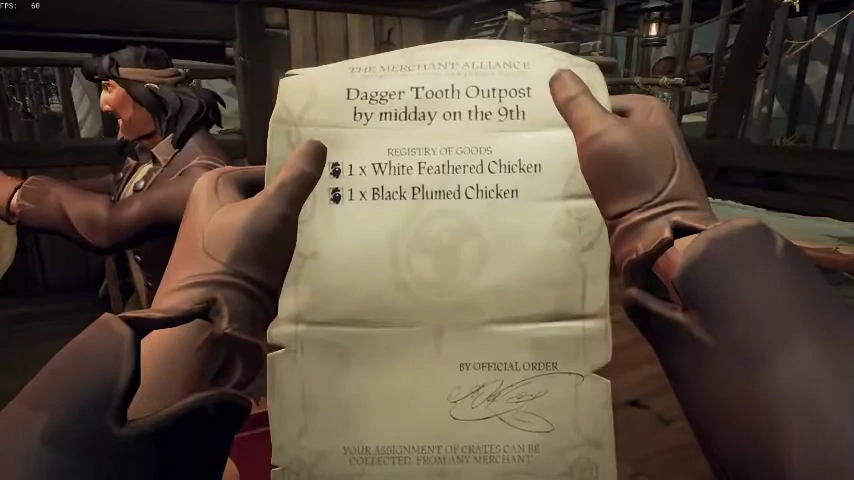 FPS: 60
THE MERCHANT ALLIANCE
Dagger Tooth Outpost
by midday on the 9th
REGISTRY OF GOODS
1 x White Feathered Chicken
1 x Black Plumed Chicken
BY OFFICIAL ORDER
YOUR ASSIGNMENT OF CRATES CAN BE
COLLECTED FROM ANY MERCHANT